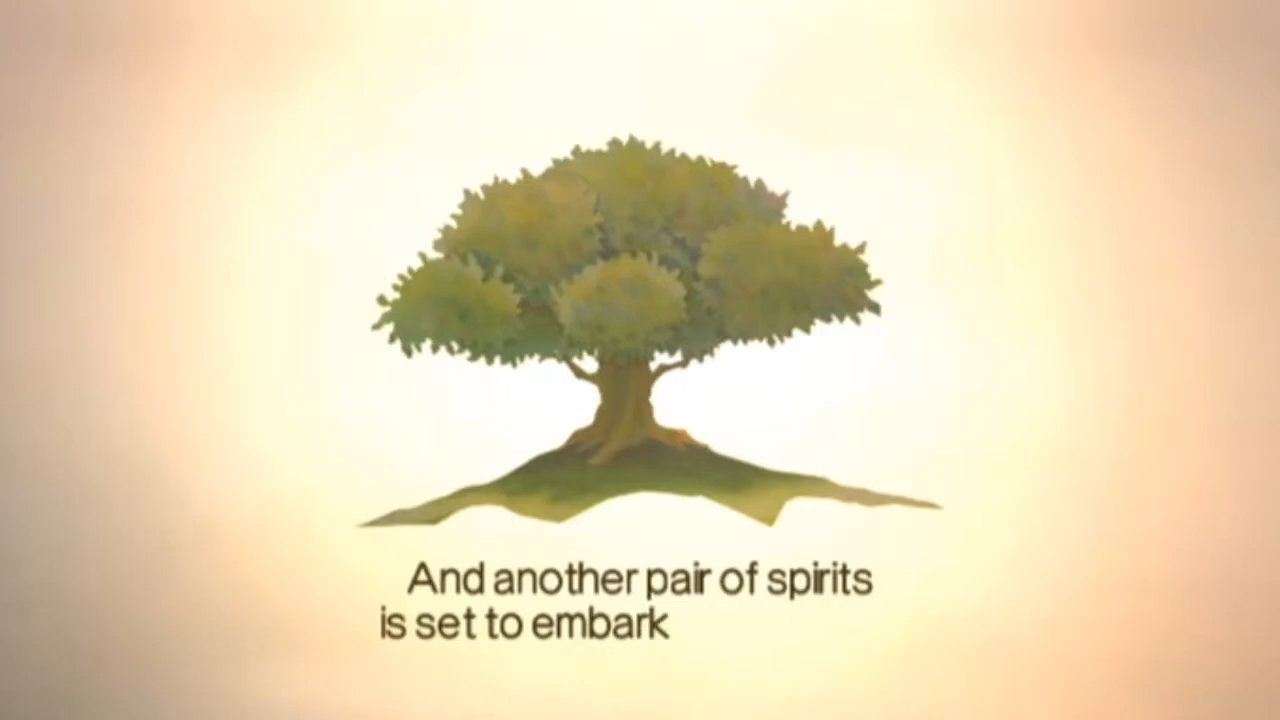 And another pair of spirits
is set to embark